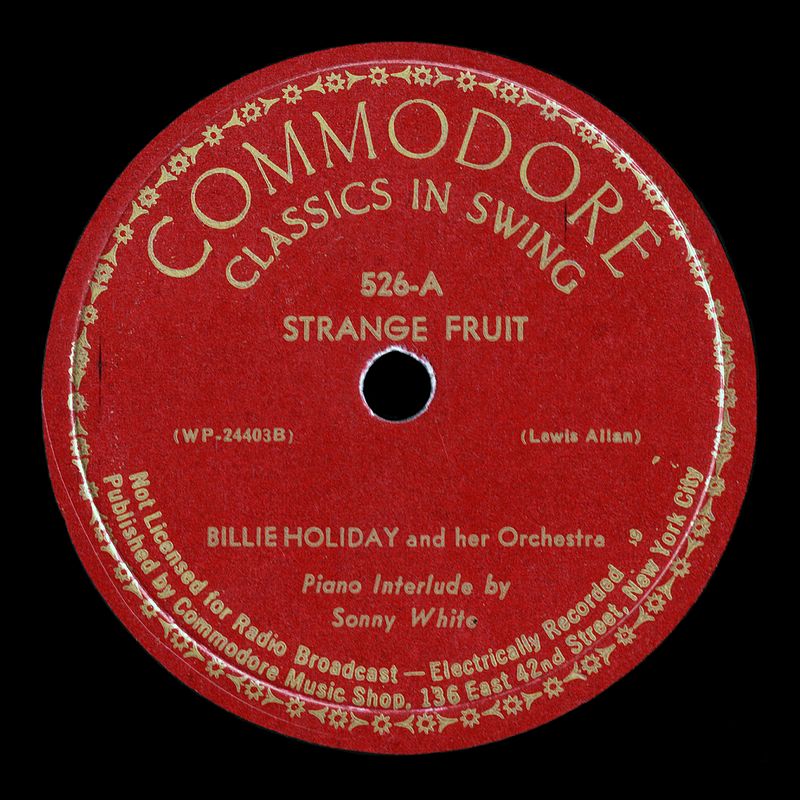 COMMODORE
CLASSICS IN SWING
526-A
STRANGE FRUIT
(WP-24403B)
(Lewis Allan)
BILLIE HOLIDAY and her Orchestra
Piano Interlude by
Sonny White
Not Licensed for Radio Broadcast — Electrically Recorded
Published by Commodore Music Shop, 136 East 42nd Street, New York City